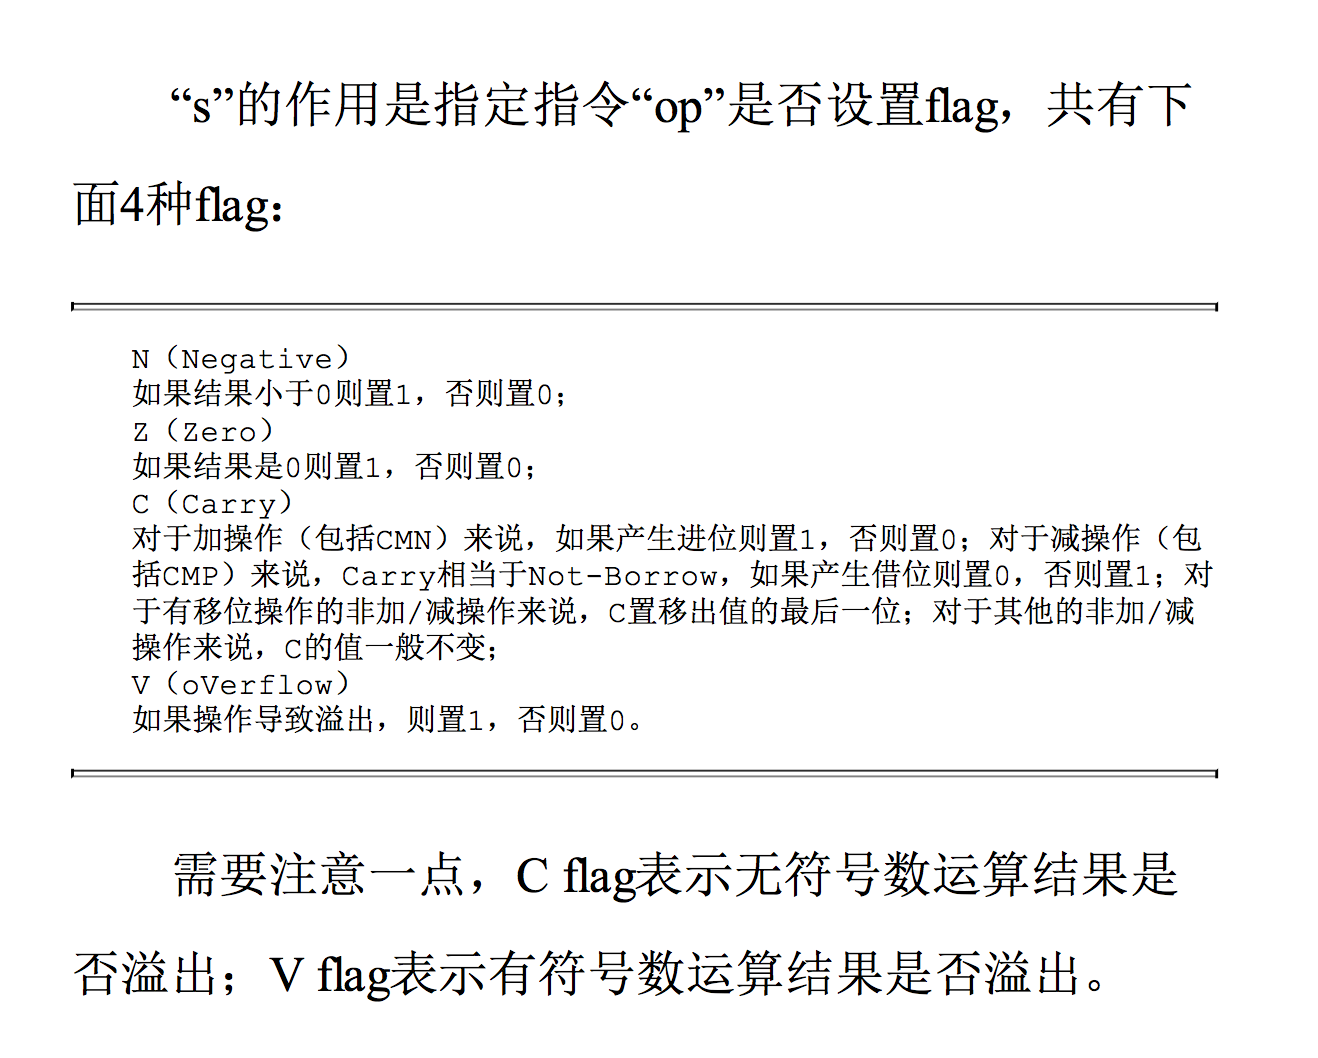 “s”的作用是指定指令“op”是否设置flag，共有下
面4种flag：
N（Negative）
如果结果小于0则置1，否则置0；
Z（Zero）
如果结果是0则置1，否则置0；
C（Carry）
对于加操作（包括CMN）来说，如果产生进位则置1，否则置0；对于减操作（包
括CMP）来说，Carry相当于Not-Borrow，如果产生借位则置0，否则置1；对
于有移位操作的非加/减操作来说，C置移出值的最后一位；对于其他的非加/减
操作来说，C的值一般不变；
V（oVerflow）
如果操作导致溢出，则置1，否则置0。
需要注意一点，C flag表示无符号数运算结果是
否溢出；V flag表示有符号数运算结果是否溢出。